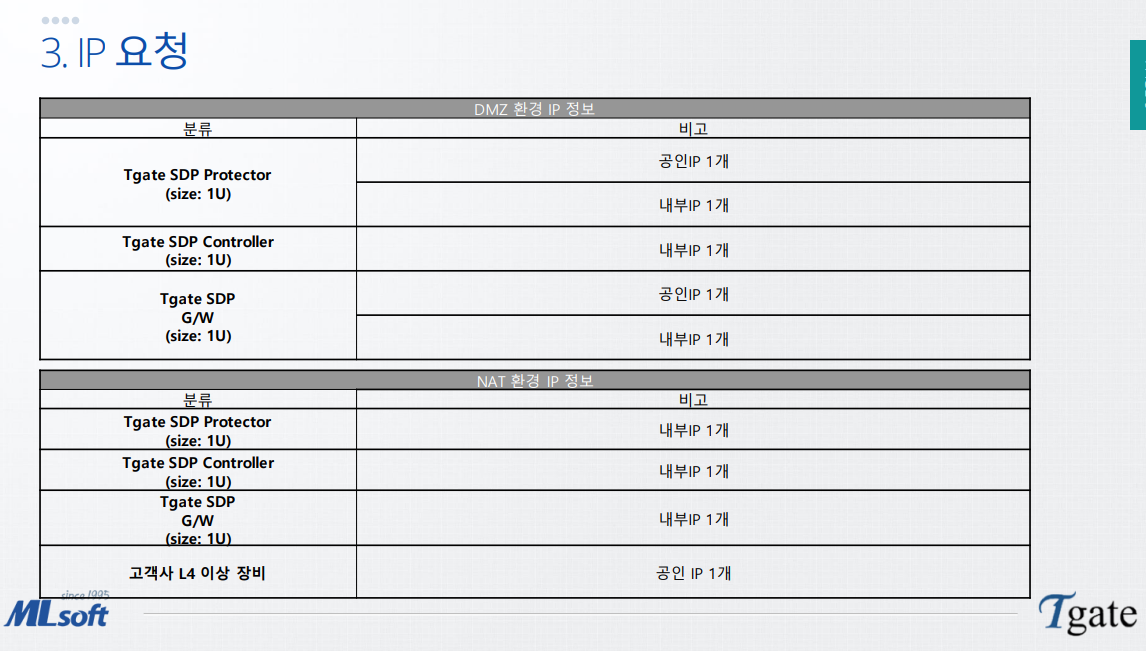 3. IP 요청
DMZ 환경 IP 정보
분류
비고
Tgate SDP Protector
(size: 1U)
공인IP 1개
내부IP 1개
Tgate SDP Controller
(size: 1U)
내부IP 1개
Tgate SDP
G/W
(size: 1U)
공인IP 1개
내부IP 1개
NAT 환경 IP 정보
분류
비고
Tgate SDP Protector
(size: 1U)
내부IP 1개
Tgate SDP Controller
(size: 1U)
내부IP 1개
Tgate SDP
G/W
(size: 1U)
내부IP 1개
고객사 L4 이상 장비
공인 IP 1개
since 1995
MLsoft
Tgate